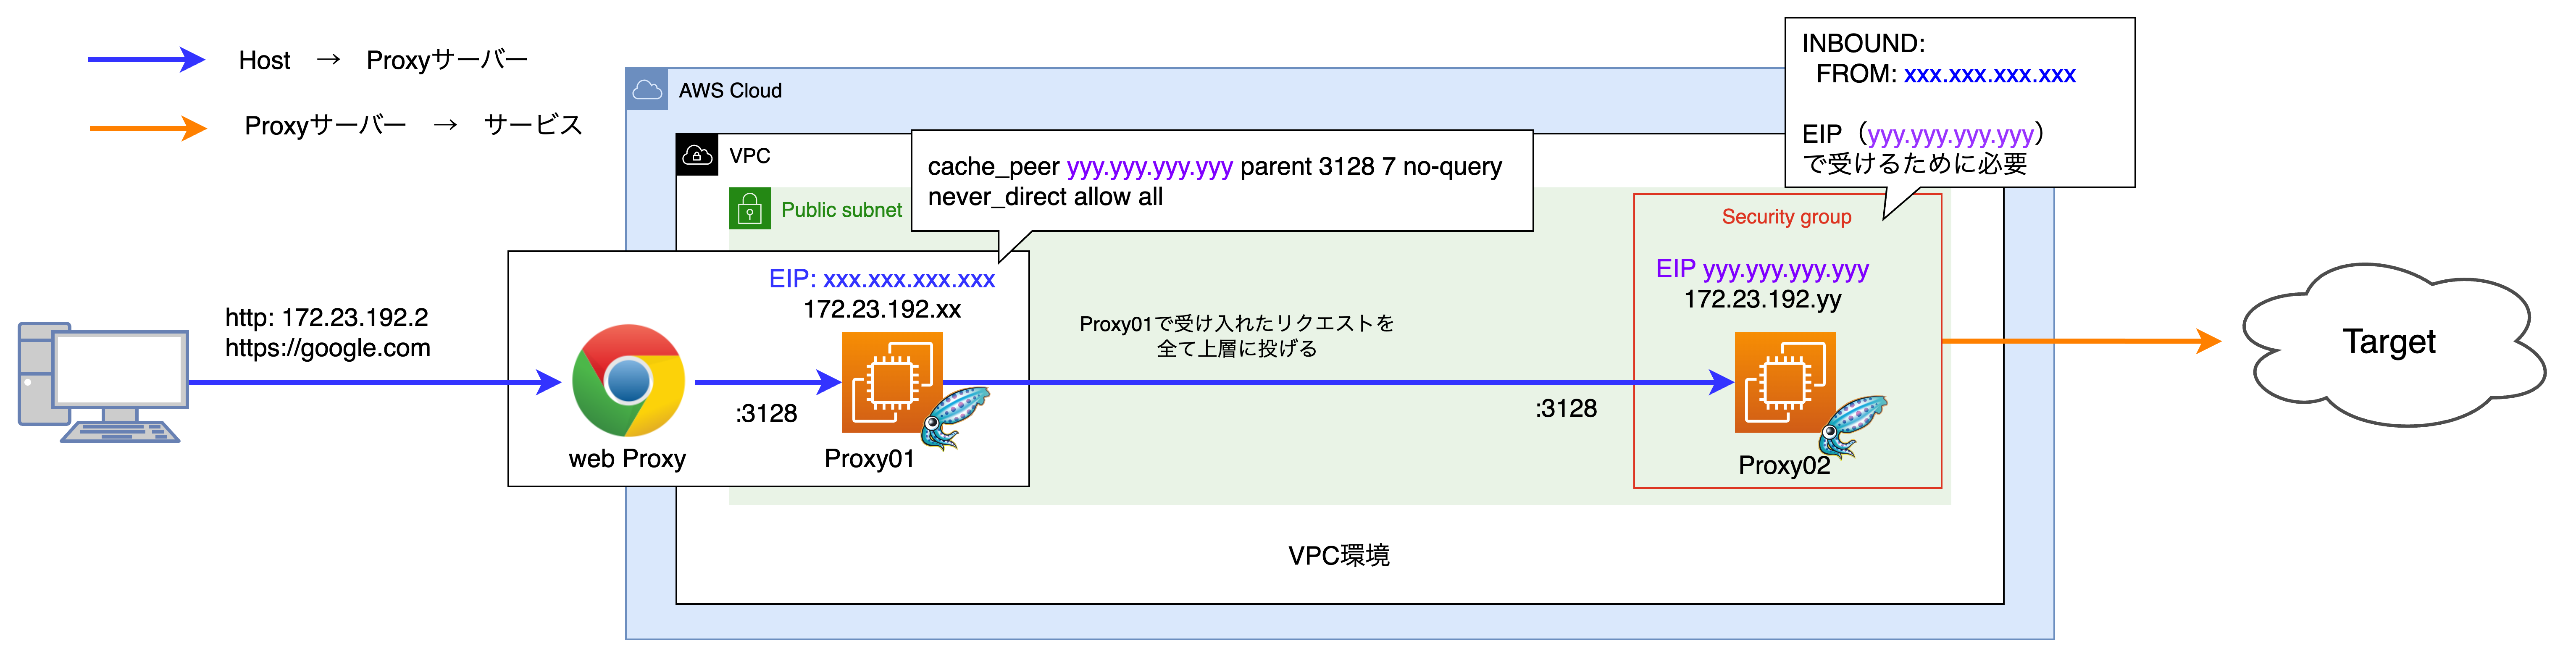 Host → Proxyサーバー
Proxyサーバー → サービス
AWS Cloud
VPC
Public subnet
cache_peer yyy.yyy.yyy.yyy parent 3128 7 no-query
never_direct allow all
INBOUND:
FROM: xxx.xxx.xxx.xxx
EIP（yyy.yyy.yyy.yyy）
で受けるために必要
Security group
http: 172.23.192.2
https://google.com
web Proxy
:3128
EIP: xxx.xxx.xxx.xxx
172.23.192.xx
Proxy01
Proxy01で受け入れたリクエストを
全て上層に投げる
:3128
EIP yyy.yyy.yyy.yyy
172.23.192.yy
Proxy02
Target
VPC環境